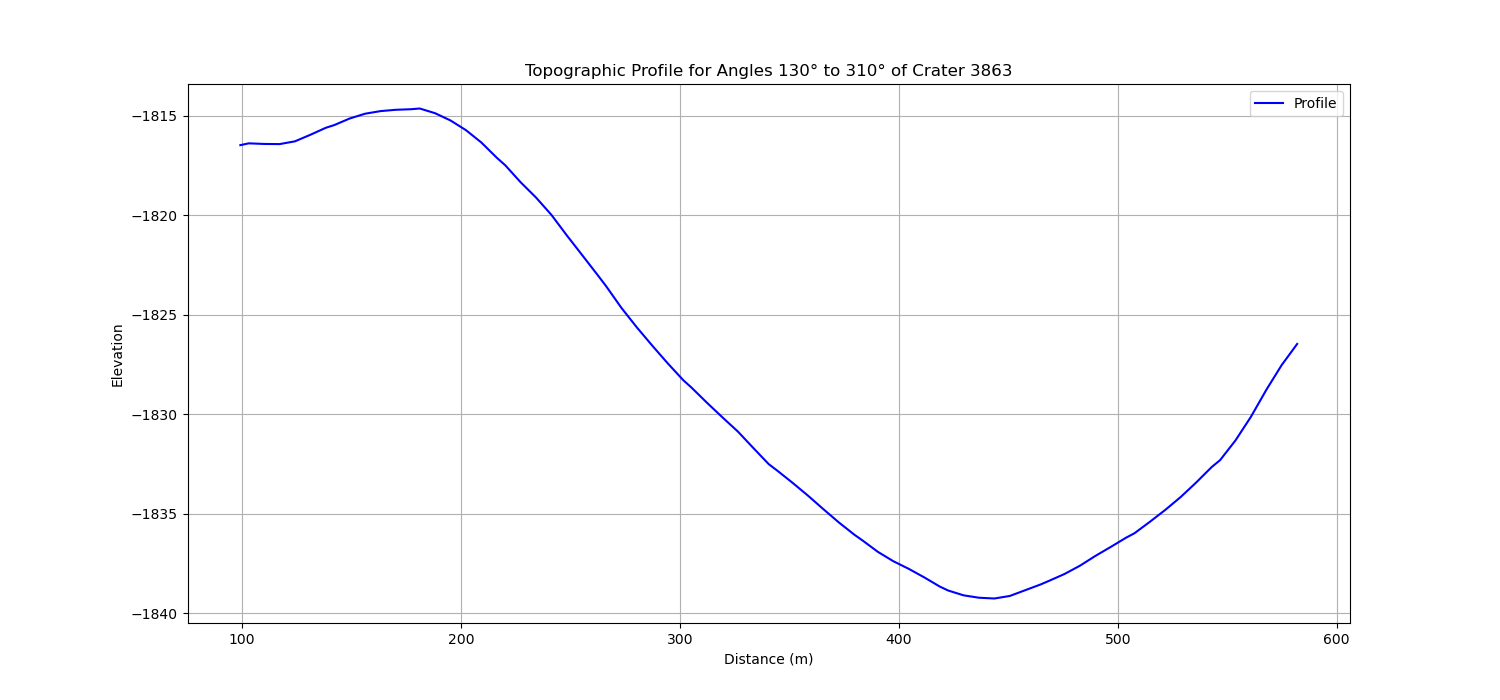 Topographic Profile for Angles 130° to 310° of Crater 3863
Profile
−1815
−1820
−1825
−1830
−1835
−1840
Elevation
100 200 300 400 500 600
Distance (m)